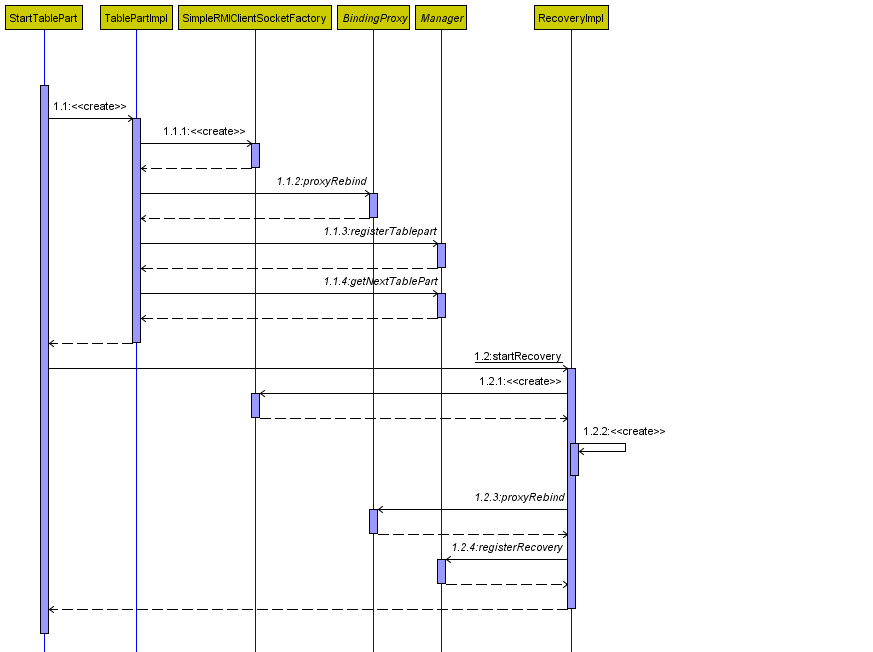 StartTablePart
TablePartImpl
SimpleRMIClientSocketFactory
BindingProxy
Manager
RecoveryImpl
1.1:<<create>>
1.1.1:<<create>>
1.1.2:proxyRebind
1.1.3:registerTablepart
1.1.4:getNextTablePart
1.2:startRecovery
1.2.1:<<create>>
1.2.2:<<create>>
1.2.3:proxyRebind
1.2.4:registerRecovery